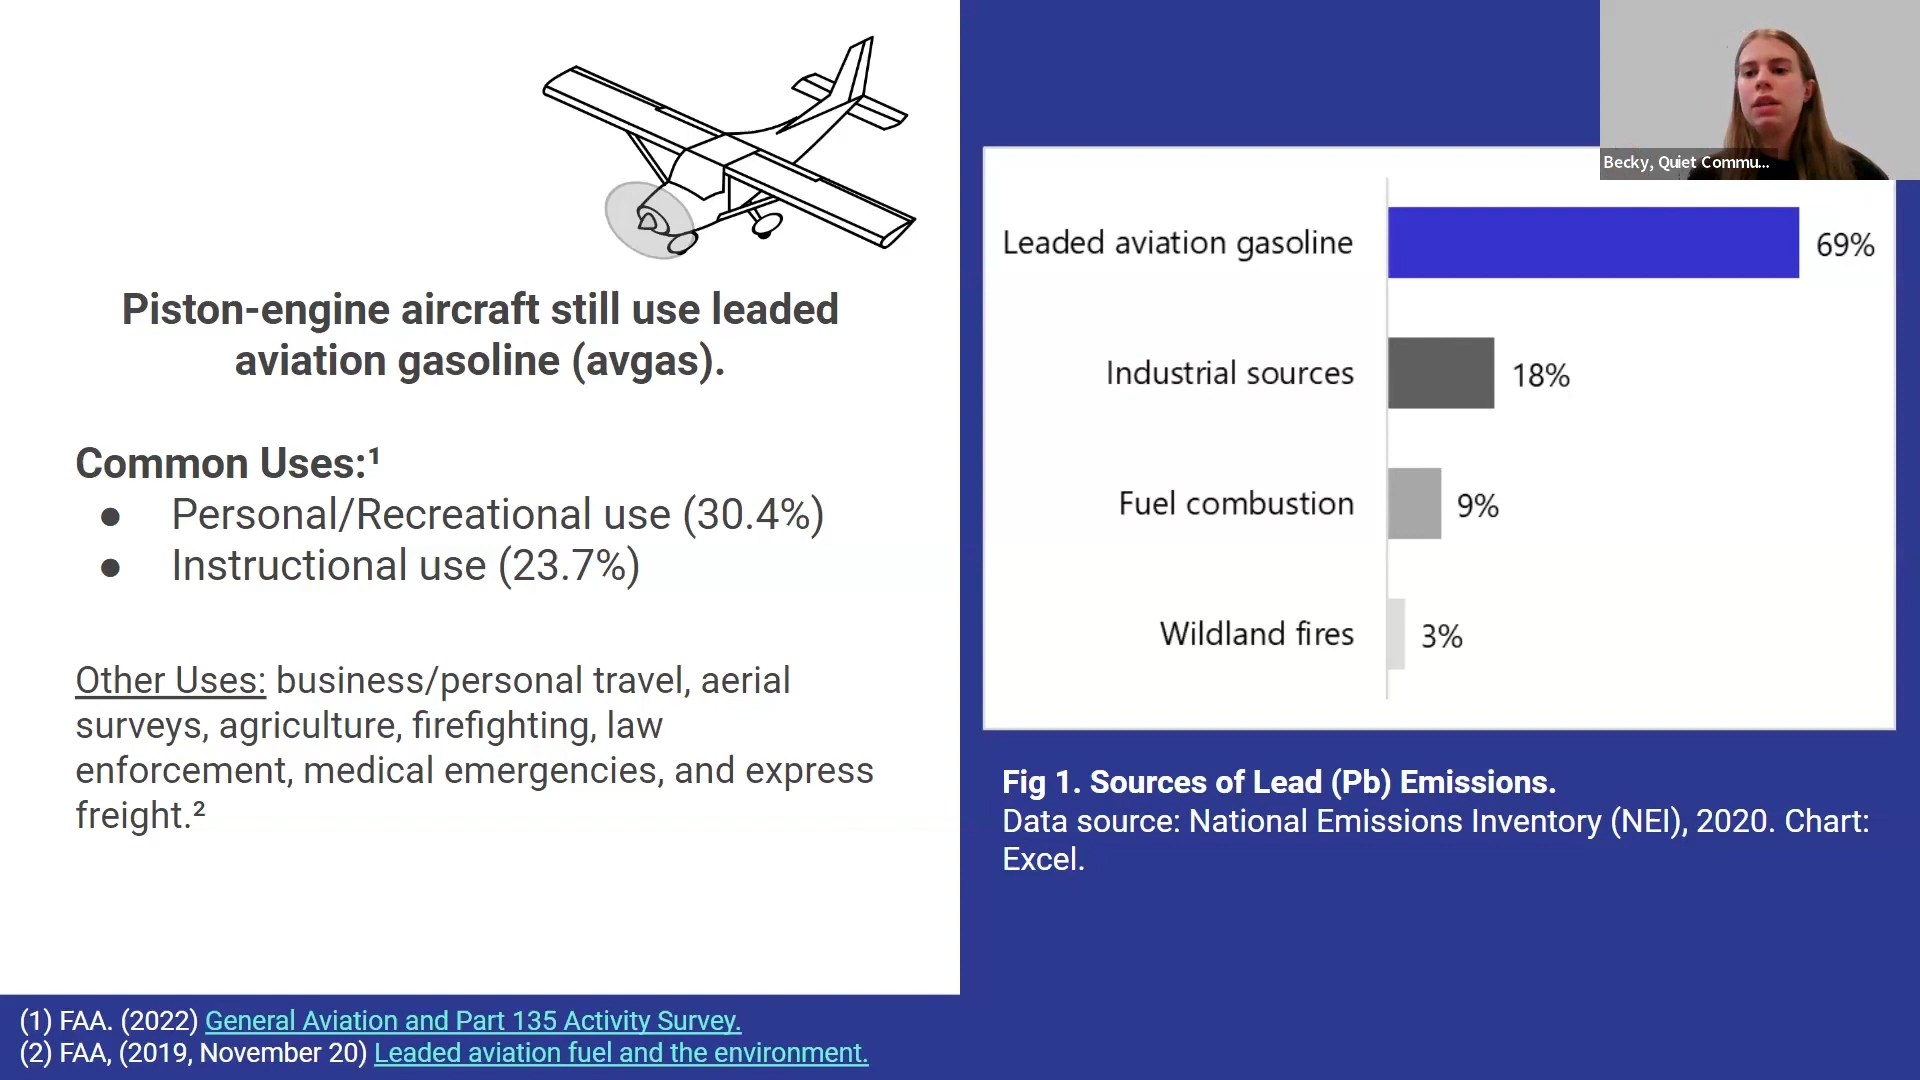 Piston-engine aircraft still use leaded
aviation gasoline (avgas).
Common Uses:¹
● Personal/Recreational use (30.4%)
● Instructional use (23.7%)
Other Uses: business/personal travel, aerial
surveys, agriculture, firefighting, law
enforcement, medical emergencies, and express
freight.²
Becky, Quiet Commu...
Leaded aviation gasoline 69%
Industrial sources 18%
Fuel combustion 9%
Wildland fires 3%
Fig 1. Sources of Lead (Pb) Emissions.
Data source: National Emissions Inventory (NEI), 2020. Chart:
Excel.
(1) FAA. (2022) General Aviation and Part 135 Activity Survey.
(2) FAA, (2019, November 20) Leaded aviation fuel and the environment.